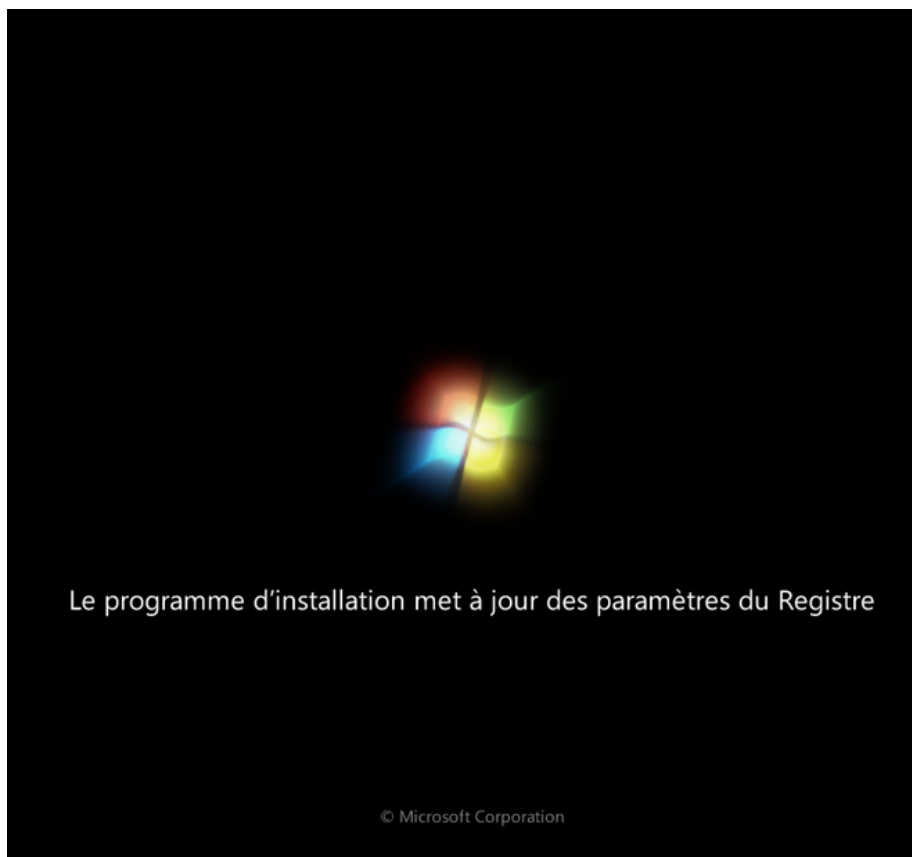 Le programme d’installation met à jour des paramètres du Registre
© Microsoft Corporation